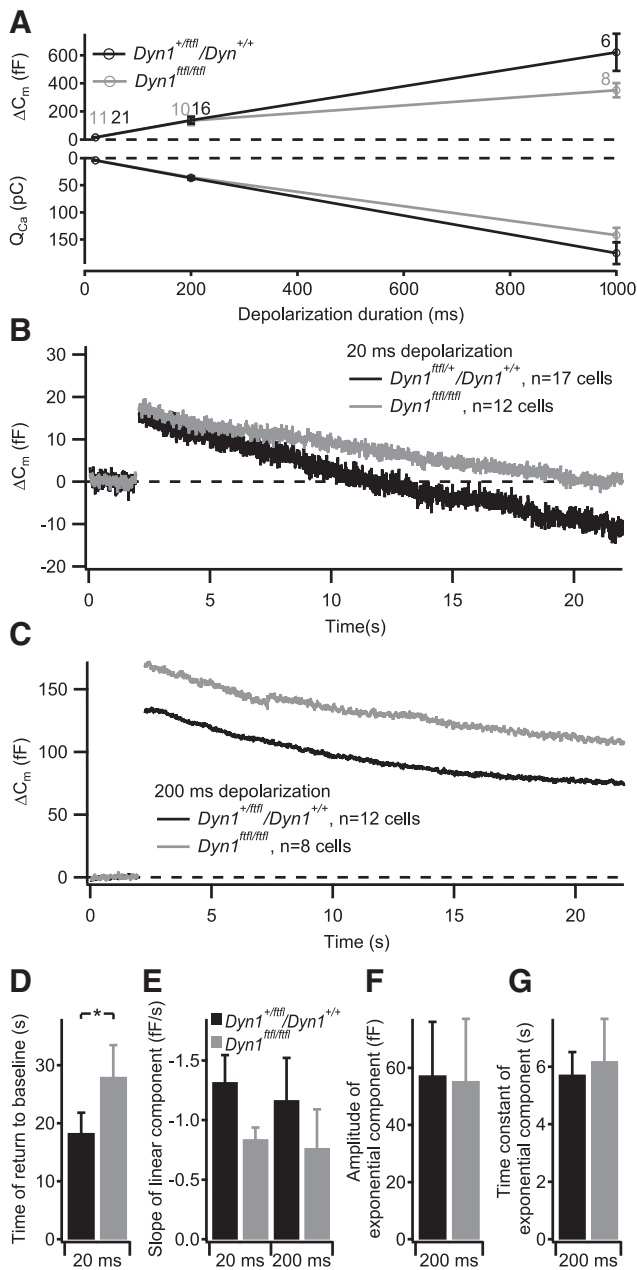 A
ΔCm (fF)
600
400
200
0
Dyn1+/ftfl/Dyn+/+
Dyn1ftfl/ftfl
11 21
10 16
6
8
QCa (pC)
0
50
100
150
0 200 400 600 800 1000
Depolarization duration (ms)
B
ΔCm (fF)
30
20
10
0
-10
-20
20 ms depolarization
Dyn1ftfl/+/Dyn1+/+, n=17 cells
Dyn1ftfl/ftfl, n=12 cells
0 5 10 15 20
Time(s)
C
ΔCm (fF)
150
100
50
0
200 ms depolarization
Dyn1+/ftfl/Dyn1+/+, n=12 cells
Dyn1ftfl/ftfl, n=8 cells
0 5 10 15 20
Time (s)
D
Time of return to baseline (s)
30
20
10
0
*
20 ms
E
Slope of linear component (fF/s)
-1.5
-1.0
-0.5
0.0
Dyn1+/ftfl/Dyn1+/+
Dyn1ftfl/ftfl
20 ms 200 ms
F
Amplitude of
exponential component (fF)
60
40
20
0
200 ms
G
Time constant of
exponential component (s)
6
4
2
0
200 ms